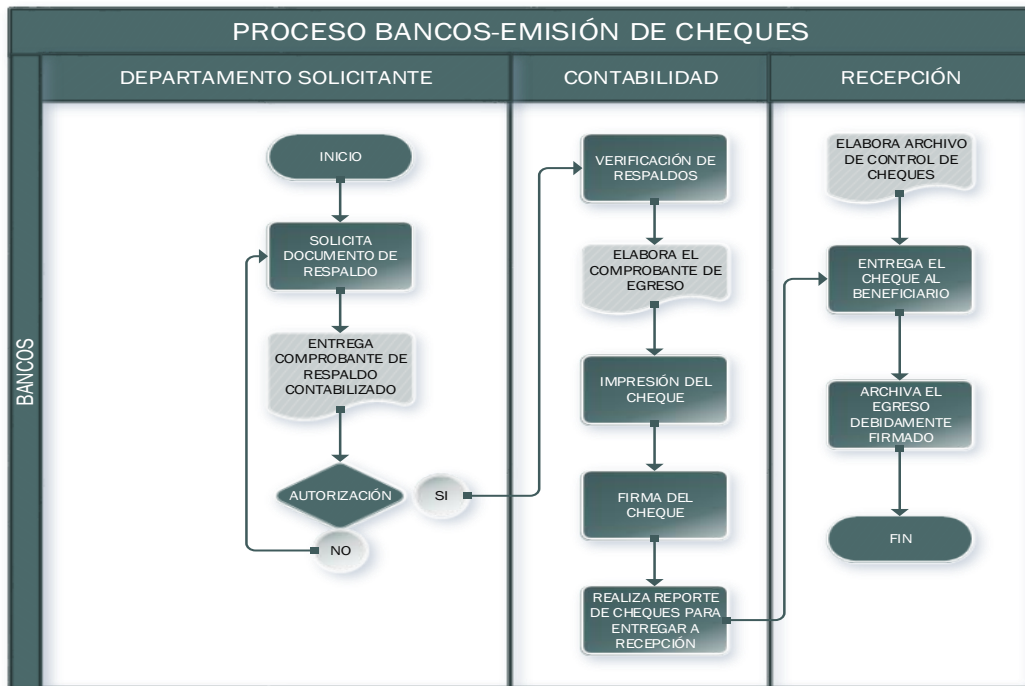 PROCESO BANCOS-EMISIÓN DE CHEQUES
BANCOS
DEPARTAMENTO SOLICITANTE
CONTABILIDAD
RECEPCIÓN
INICIO
SOLICITA
DOCUMENTO DE
RESPALDO
ENTREGA
COMPROBANTE DE
RESPALDO
CONTABILIZADO
AUTORIZACIÓN
SI
NO
VERIFICACIÓN DE
RESPALDOS
ELABORA EL
COMPROBANTE DE
EGRESO
IMPRESIÓN DEL
CHEQUE
FIRMA DEL
CHEQUE
REALIZA REPORTE
DE CHEQUES PARA
ENTREGAR A
RECEPCIÓN
ELABORA ARCHIVO
DE CONTROL DE
CHEQUES
ENTREGA EL
CHEQUE AL
BENEFICIARIO
ARCHIVA EL
EGRESO
DEBIDAMENTE
FIRMADO
FIN